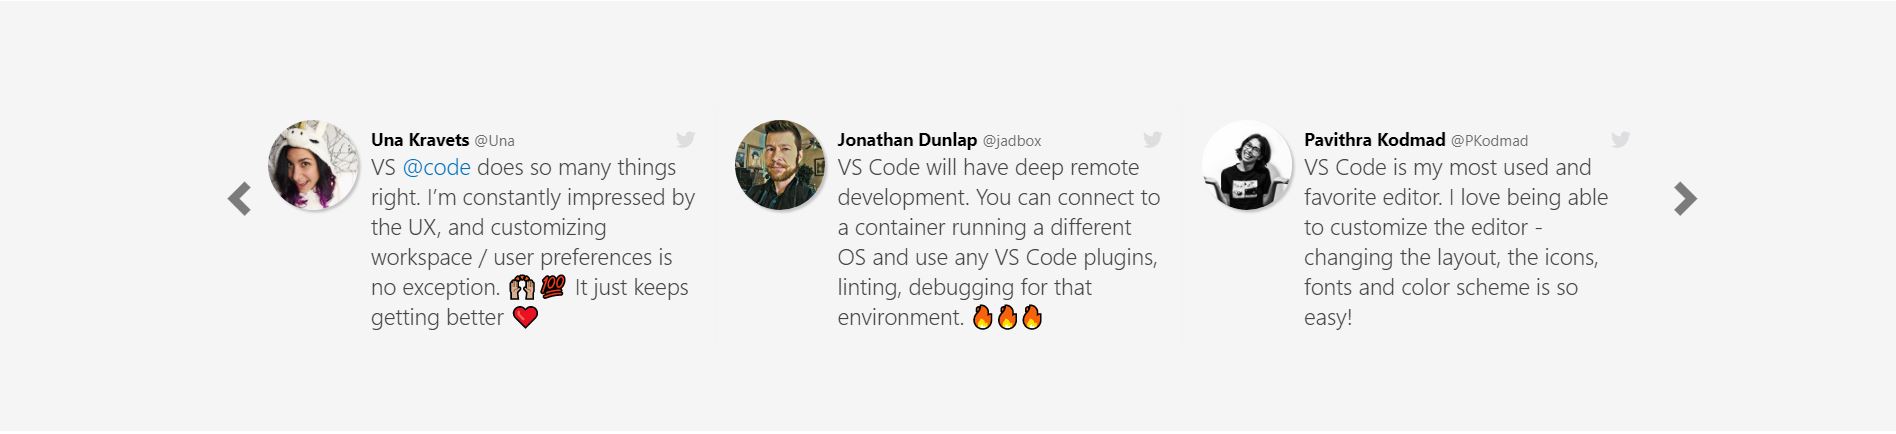 Una Kravets @Una
VS @code does so many things
right. I’m constantly impressed by
the UX, and customizing
workspace / user preferences is
no exception. 🙌🏽💯 It just keeps
getting better ❤️
Jonathan Dunlap @jadbox
VS Code will have deep remote
development. You can connect to
a container running a different
OS and use any VS Code plugins,
linting, debugging for that
environment. 🔥🔥🔥
Pavithra Kodmad @PKodmad
VS Code is my most used and
favorite editor. I love being able
to customize the editor -
changing the layout, the icons,
fonts and color scheme is so
easy!